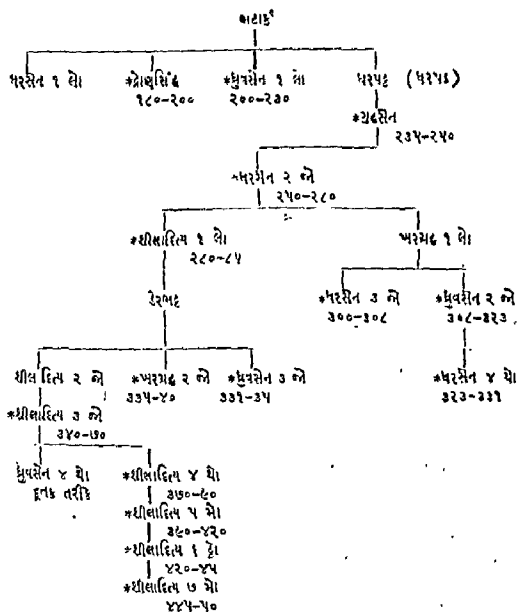 ભટાર્ક¹
ધરસેન ૧ લો *દ્રોણસિંહ *ધ્રુવસેન ૧ લો ધરપટ્ટ (ધરપડ)
૧૮૦-૨૦૦ ૨૦૦-૨૩૦
*ગુહસેન
૨૩૫-૨૫૦
*ધરસેન ૨ જો
૨૫૦-૨૮૦
*શીલાદિત્ય ૧ લો ખરગ્રહ ૧ લો
૨૮૦-૮૫
*ધરસેન ૩ જો *ધ્રુવસેન ૨ જો
૩૦૦-૩૦૮ ૩૦૮-૩૨૩
દેરભટ્ટ
શીલાદિત્ય ૨ જો *ખરગ્રહ ૨ જો *ધ્રુવસેન ૩ જો *ધરસેન ૪ થો
૩૩૫-૪૦ ૩૩૧-૩૫ ૩૨૩-૩૩૧
*શીલાદિત્ય ૩ જો
૩૪૦-૭૦
ધ્રુવસેન ૪ થો *શીલાદિત્ય ૪ થો
દૂતક તરીકે ૩૭૦-૯૦
*શીલાદિત્ય ૫ મો
૩૯૦-૪૨૦
*શીલાદિત્ય ૬ ઠ્ઠો
૪૨૦-૪૫
*શીલાદિત્ય ૭ મો
૪૪૫-૫૦